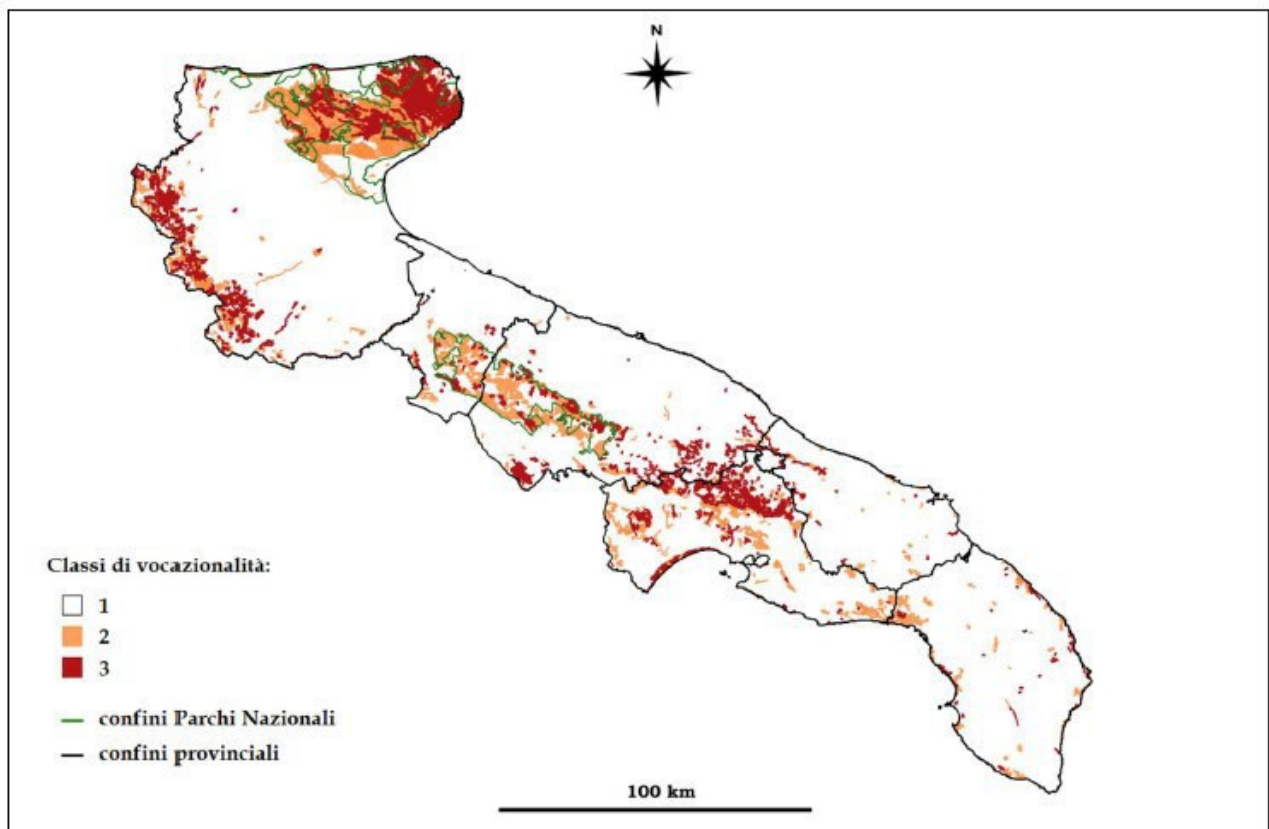 N
Classi di vocazionalità:
1
2
3
confini Parchi Nazionali
confini provinciali
100 km